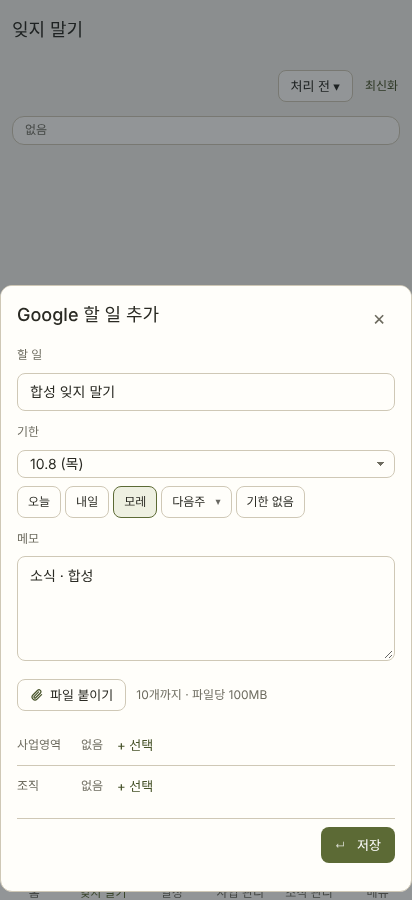 잊지 말기
처리 전 ▾ 최신화
없음
Google 할 일 추가 ×
할 일
합성 잊지 말기
기한
10.8 (목)
오늘 내일 모레 다음주 ▾ 기한 없음
메모
소식 · 합성
파일 붙이기 10개까지 · 파일당 100MB
사업영역 없음 + 선택
조직 없음 + 선택
↵ 저장